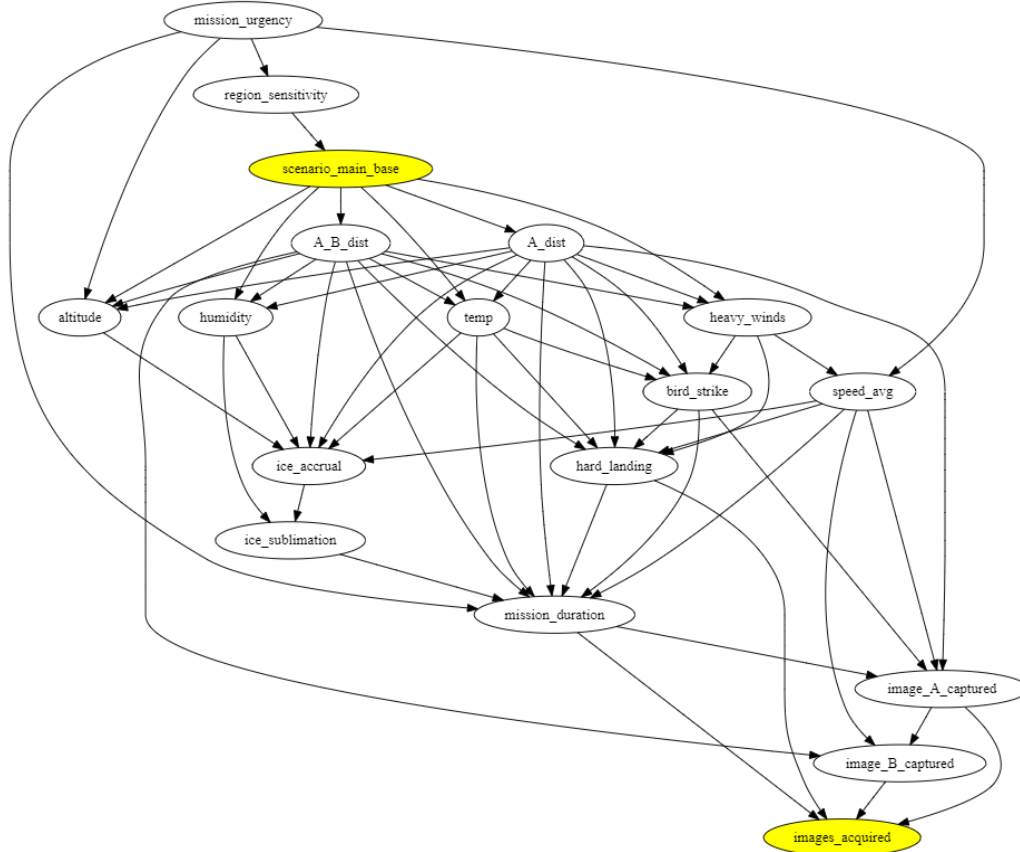 mission_urgency
region_sensitivity
scenario_main_base
A_B_dist
A_dist
altitude
humidity
temp
heavy_winds
bird_strike
speed_avg
ice_accrual
hard_landing
ice_sublimation
mission_duration
image_A_captured
image_B_captured
images_acquired